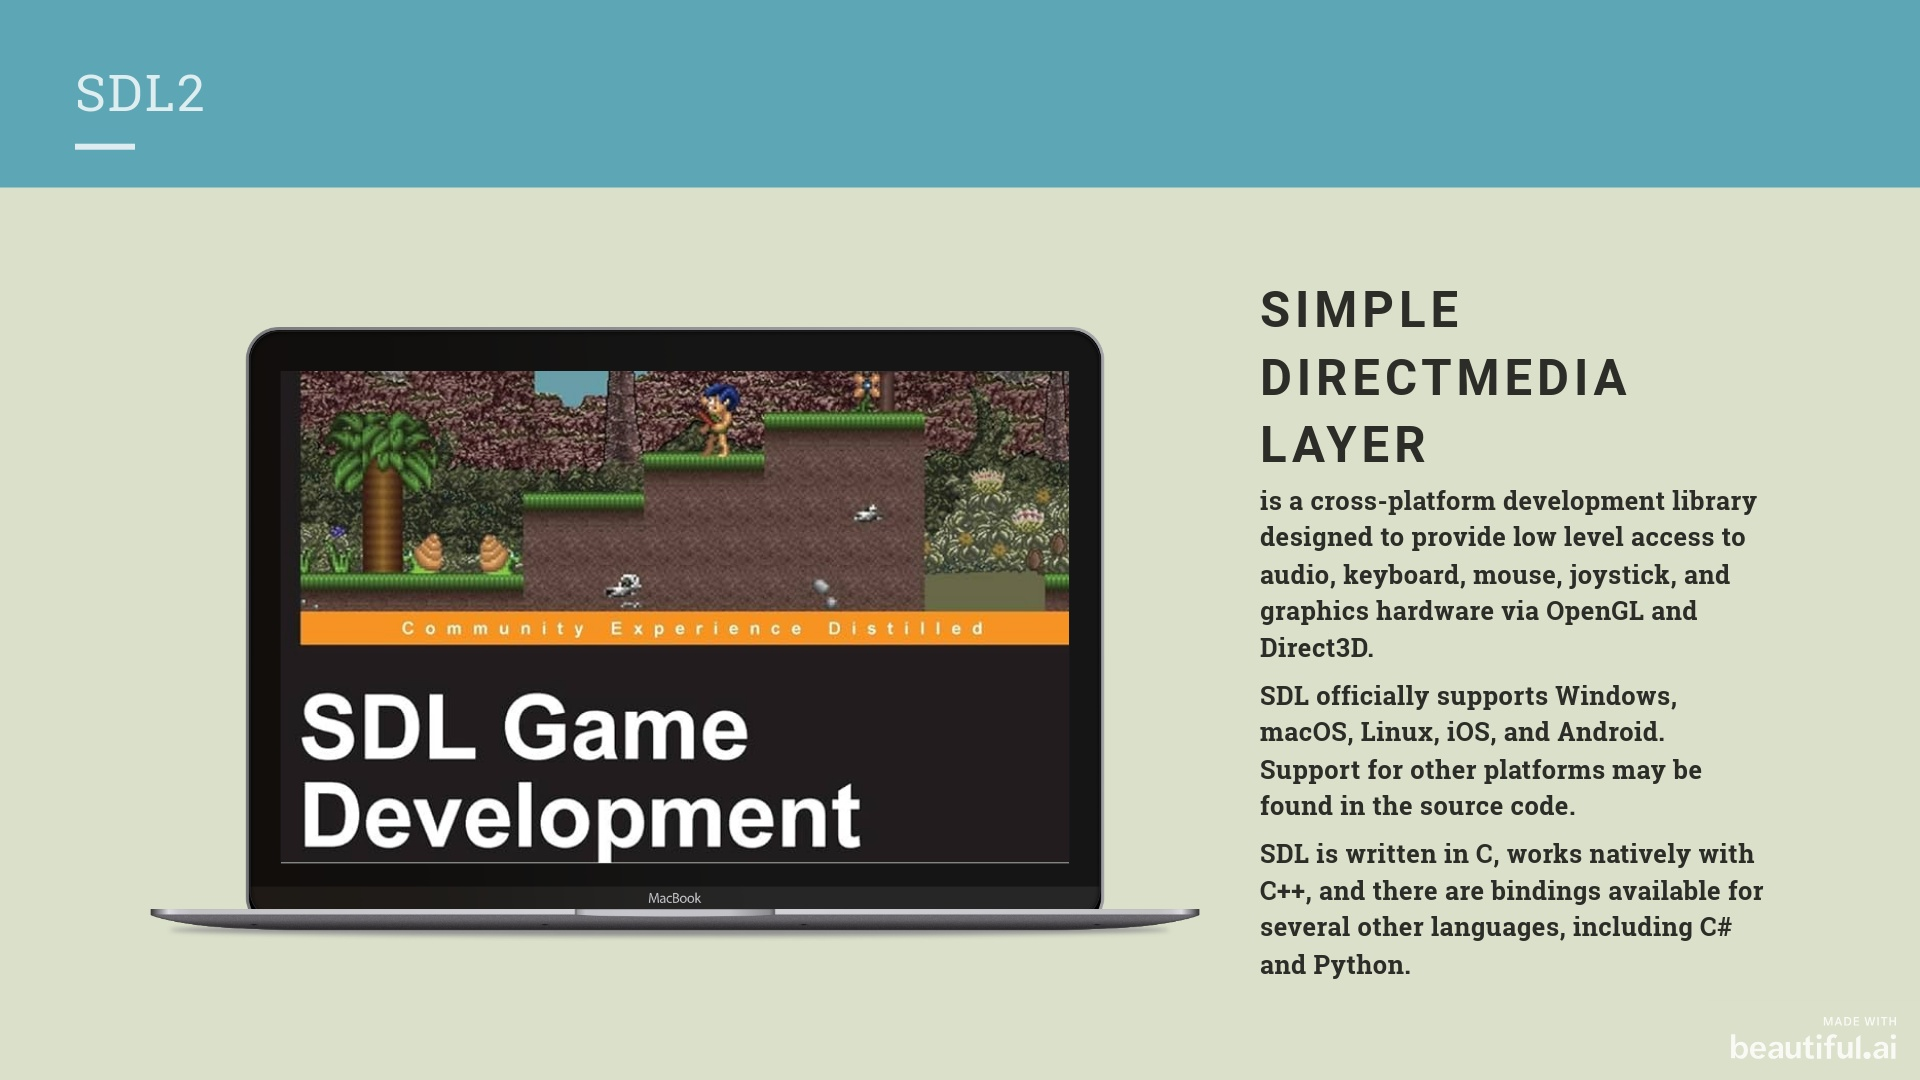 SDL2
Community Experience Distilled
SDL Game
Development
MacBook
SIMPLE
DIRECTMEDIA
LAYER
is a cross-platform development library
designed to provide low level access to
audio, keyboard, mouse, joystick, and
graphics hardware via OpenGL and
Direct3D.
SDL officially supports Windows,
macOS, Linux, iOS, and Android.
Support for other platforms may be
found in the source code.
SDL is written in C, works natively with
C++, and there are bindings available for
several other languages, including C#
and Python.
MADE WITH
beautiful.ai